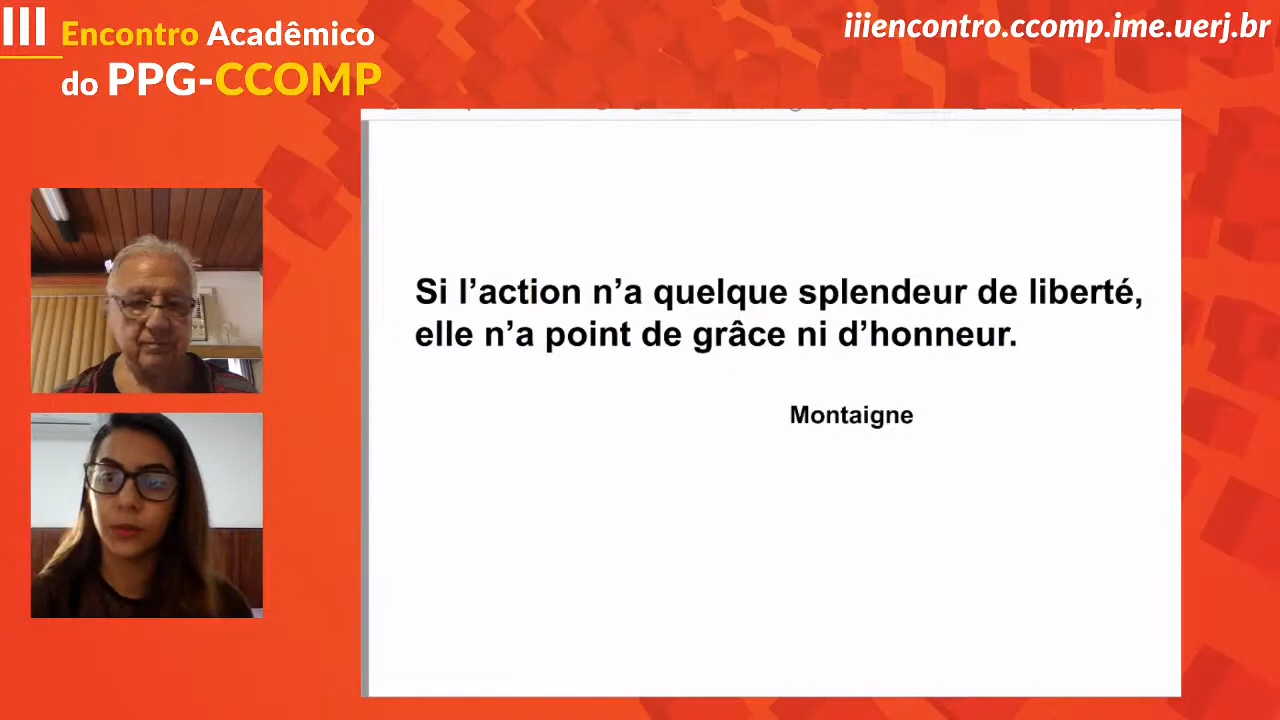 III Encontro Acadêmico
do PPG-CCOMP
iiiencontro.ccomp.ime.uerj.br
Si l’action n’a quelque splendeur de liberté,
elle n’a point de grâce ni d’honneur.
Montaigne